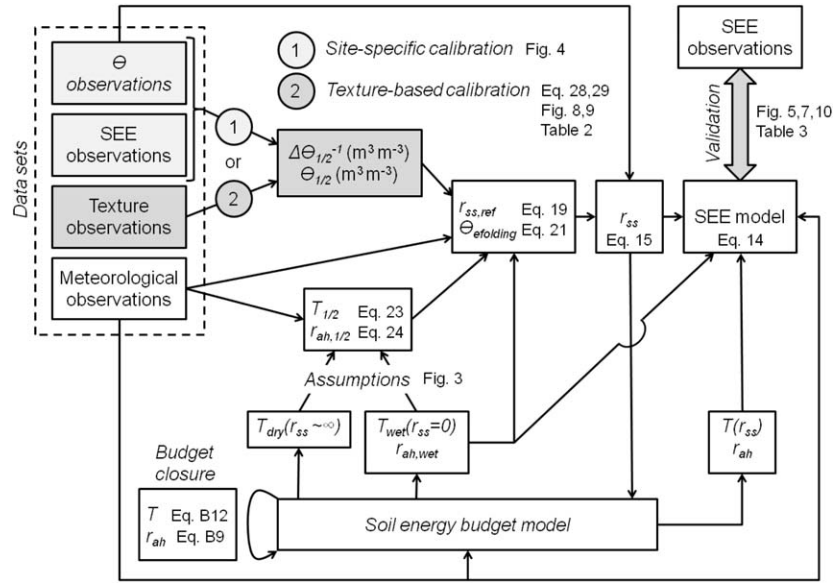 Data sets
Θ
observations
SEE
observations
Texture
observations
Meteorological
observations
1
or
2
1 Site-specific calibration Fig. 4
2 Texture-based calibration Eq. 28,29
Fig. 8,9
Table 2
ΔΘ1/2⁻¹ (m³ m⁻³)
Θ1/2 (m³ m⁻³)
SEE
observations
Validation
Fig. 5,7,10
Table 3
rss,ref Eq. 19
Θefolding Eq. 21
rss
Eq. 15
SEE model
Eq. 14
T1/2 Eq. 23
rah,1/2 Eq. 24
Assumptions Fig. 3
Tdry(rss ~∞)
Twet(rss=0)
rah,wet
T(rss)
rah
Budget
closure
T Eq. B12
rah Eq. B9
Soil energy budget model